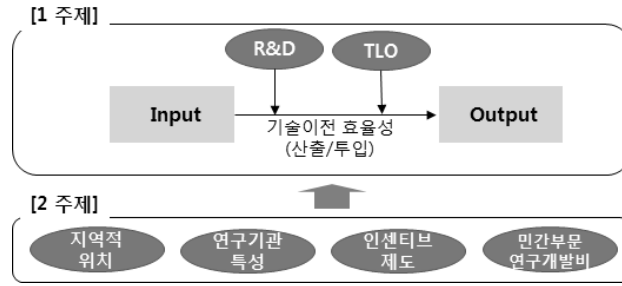 [1 주제]
R&D
TLO
Input
Output
기술이전 효율성
(산출/투입)
[2 주제]
지역적
위치
연구기관
특성
인센티브
제도
민간부문
연구개발비